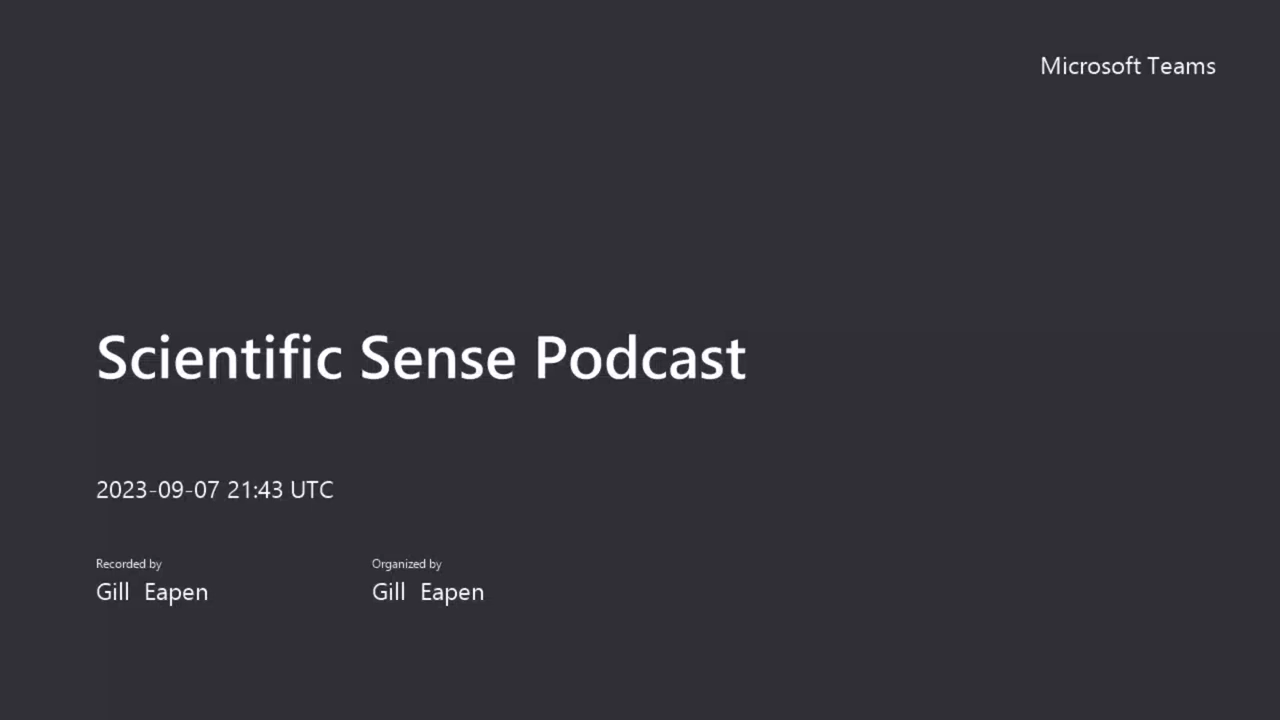 Microsoft Teams
Scientific Sense Podcast
2023-09-07 21:43 UTC
Recorded by
Gill Eapen
Organized by
Gill Eapen